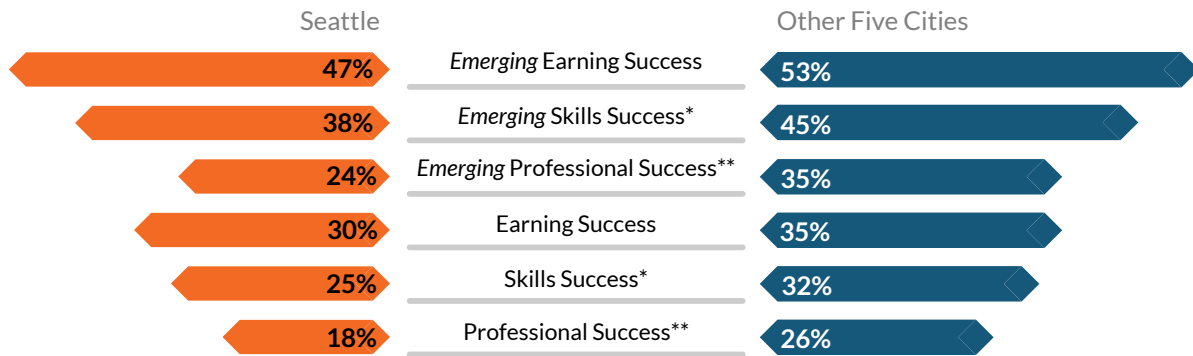 Seattle Other Five Cities
47% Emerging Earning Success 53%
38% Emerging Skills Success* 45%
24% Emerging Professional Success** 35%
30% Earning Success 35%
25% Skills Success* 32%
18% Professional Success** 26%